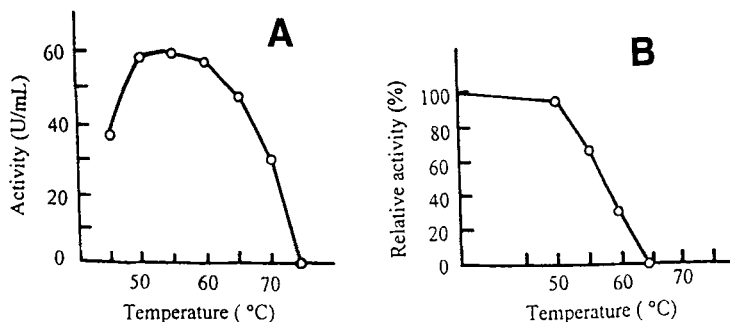 A
Activity (U/mL)
60
40
20
0
50 60 70
Temperature ( °C)
B
Relative activity (%)
100
80
60
40
20
0
50 60 70
Temperature ( °C)